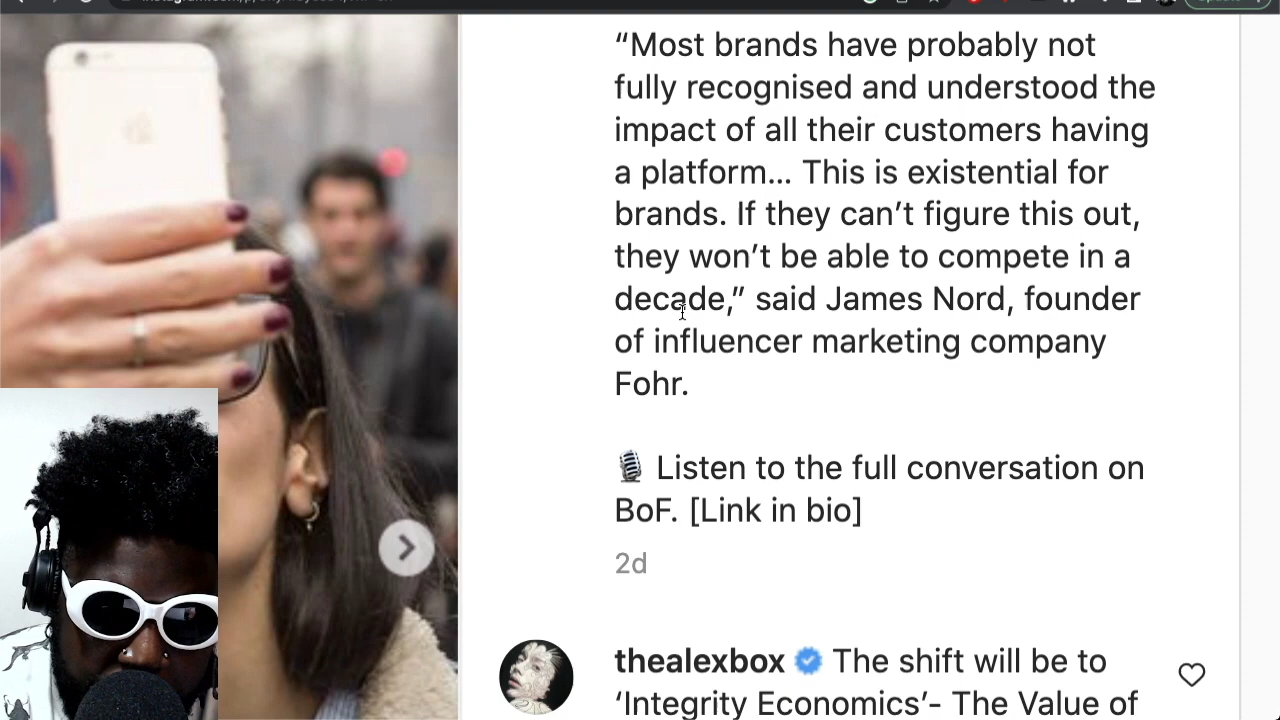 “Most brands have probably not
fully recognised and understood the
impact of all their customers having
a platform... This is existential for
brands. If they can’t figure this out,
they won’t be able to compete in a
decade,” said James Nord, founder
of influencer marketing company
Fohr.
Listen to the full conversation on
BoF. [Link in bio]
2d
thealexbox The shift will be to
‘Integrity Economics’- The Value of